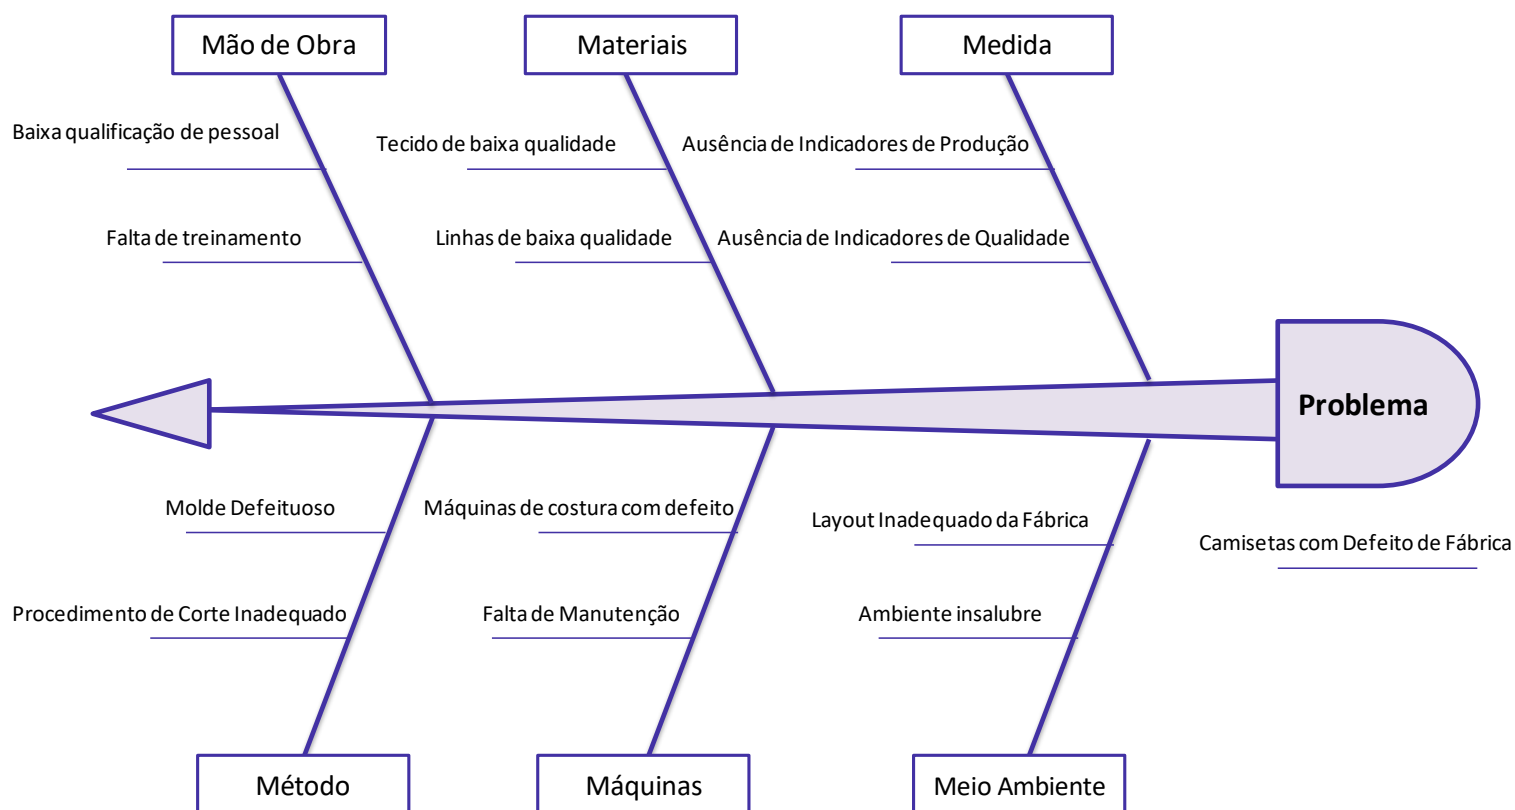 Mão de Obra
Materiais
Medida
Baixa qualificação de pessoal
Tecido de baixa qualidade
Ausência de Indicadores de Produção
Falta de treinamento
Linhas de baixa qualidade
Ausência de Indicadores de Qualidade
Problema
Molde Defeituoso
Máquinas de costura com defeito
Layout Inadequado da Fábrica
Camisetas com Defeito de Fábrica
Procedimento de Corte Inadequado
Falta de Manutenção
Ambiente insalubre
Método
Máquinas
Meio Ambiente